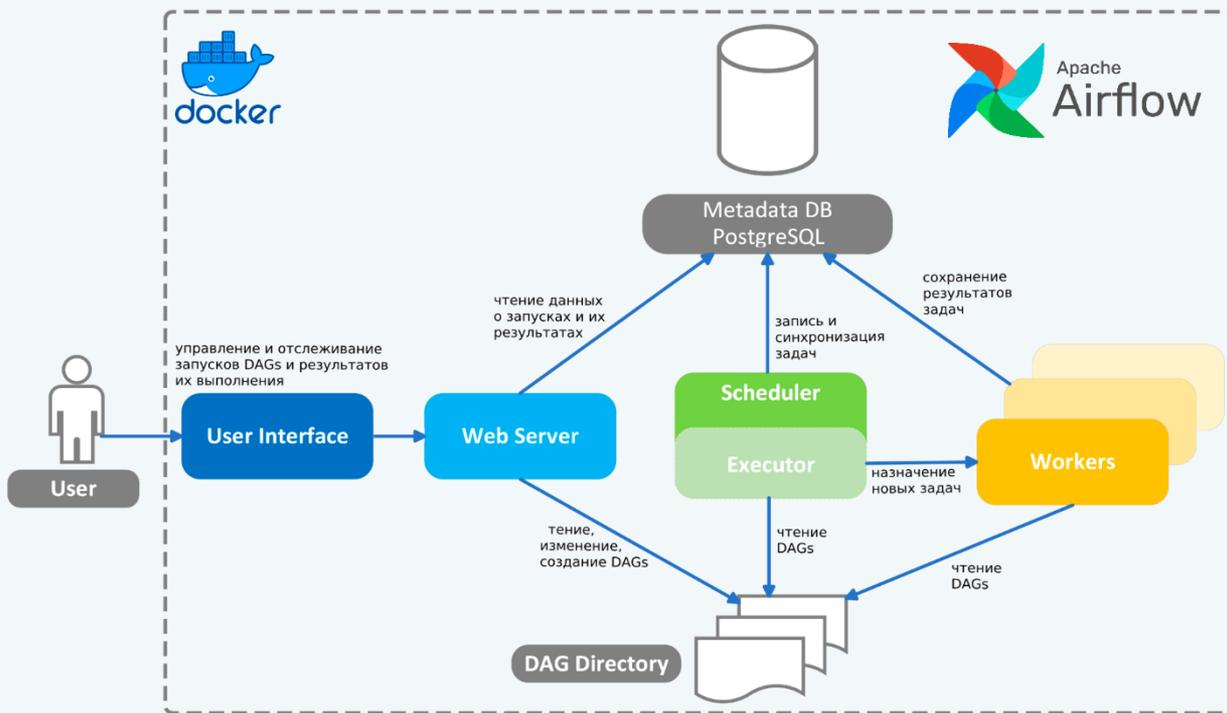 docker
Apache
Airflow
Metadata DB
PostgreSQL
чтение данных
о запусках и их
результатах
запись и
синхронизация
задач
сохранение
результатов
задач
управление и отслеживание
запусков DAGs и результатов
их выполнения
User
User Interface
Web Server
Scheduler
Executor
назначение
новых задач
Workers
тение,
изменение,
создание DAGs
чтение
DAGs
чтение
DAGs
DAG Directory